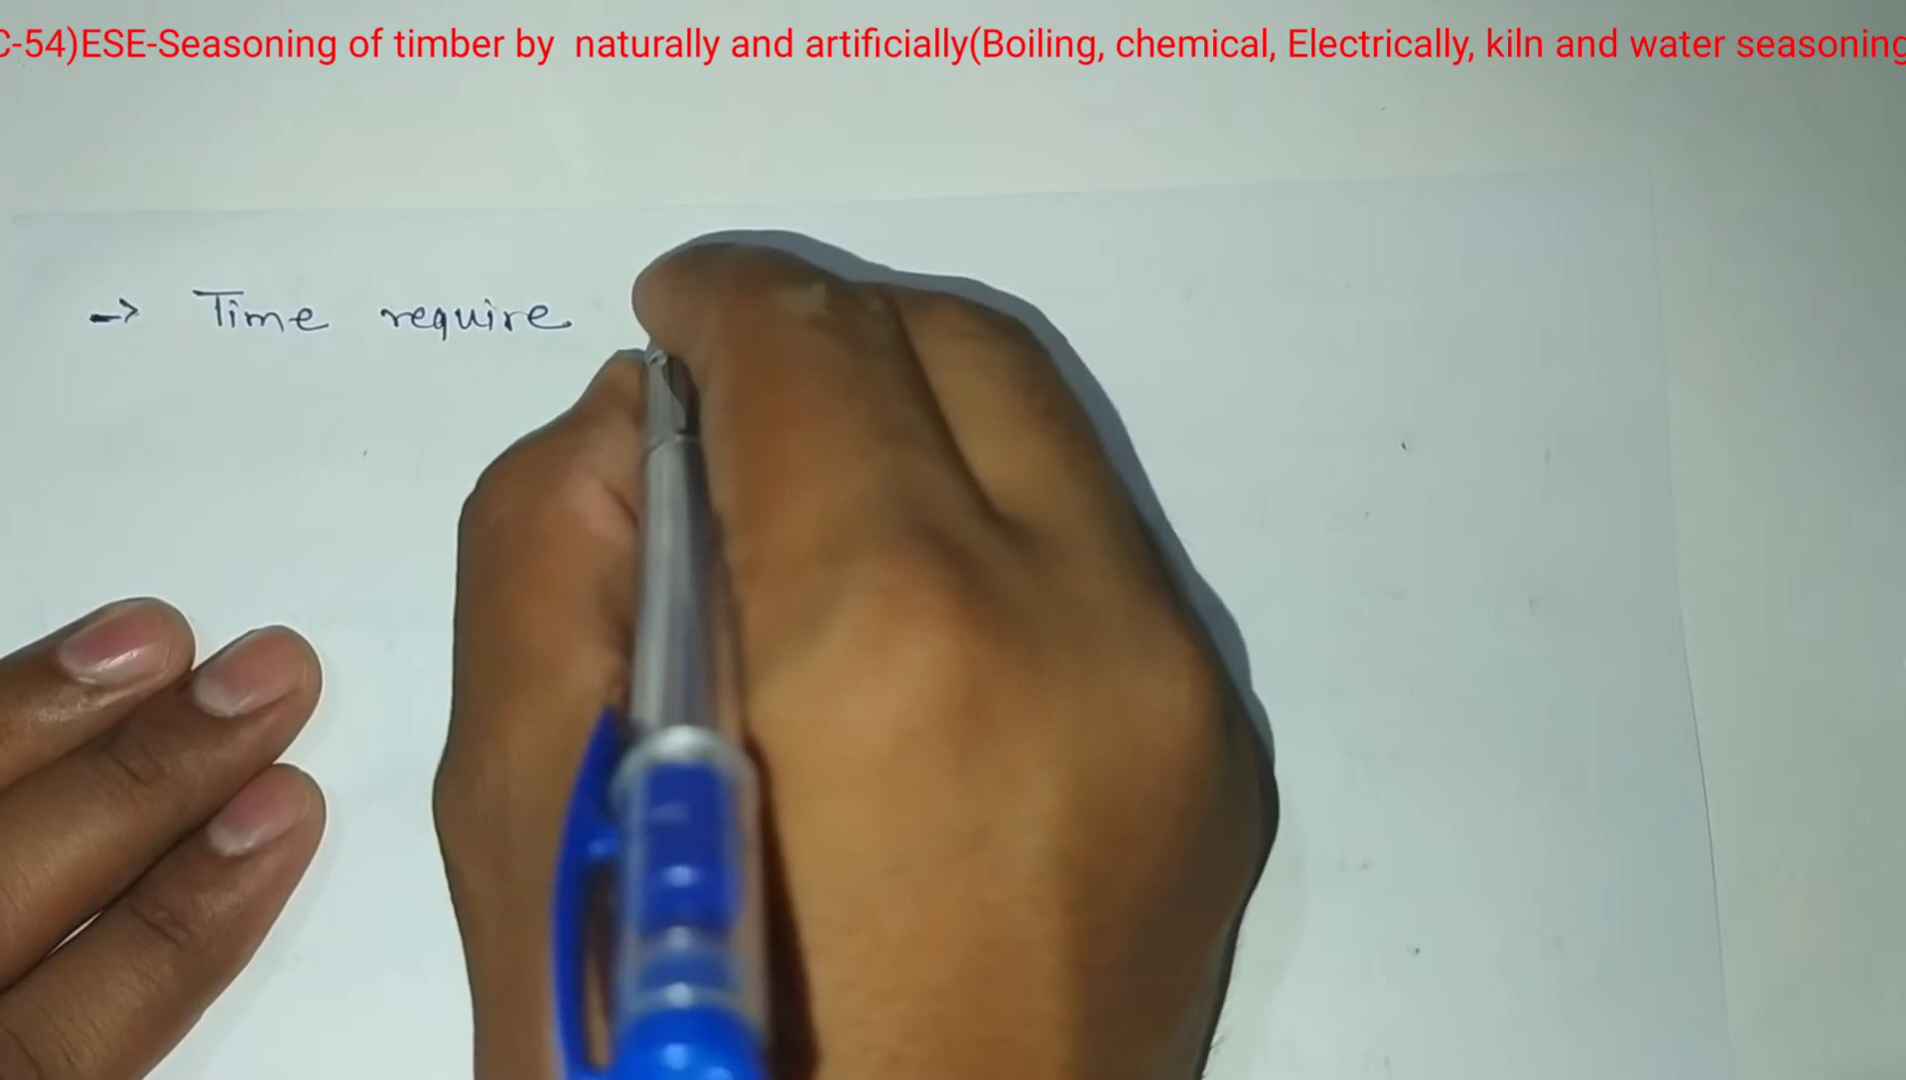 C-54)ESE-Seasoning of timber by naturally and artificially(Boiling, chemical, Electrically, kiln and water seasoning
→ Time require